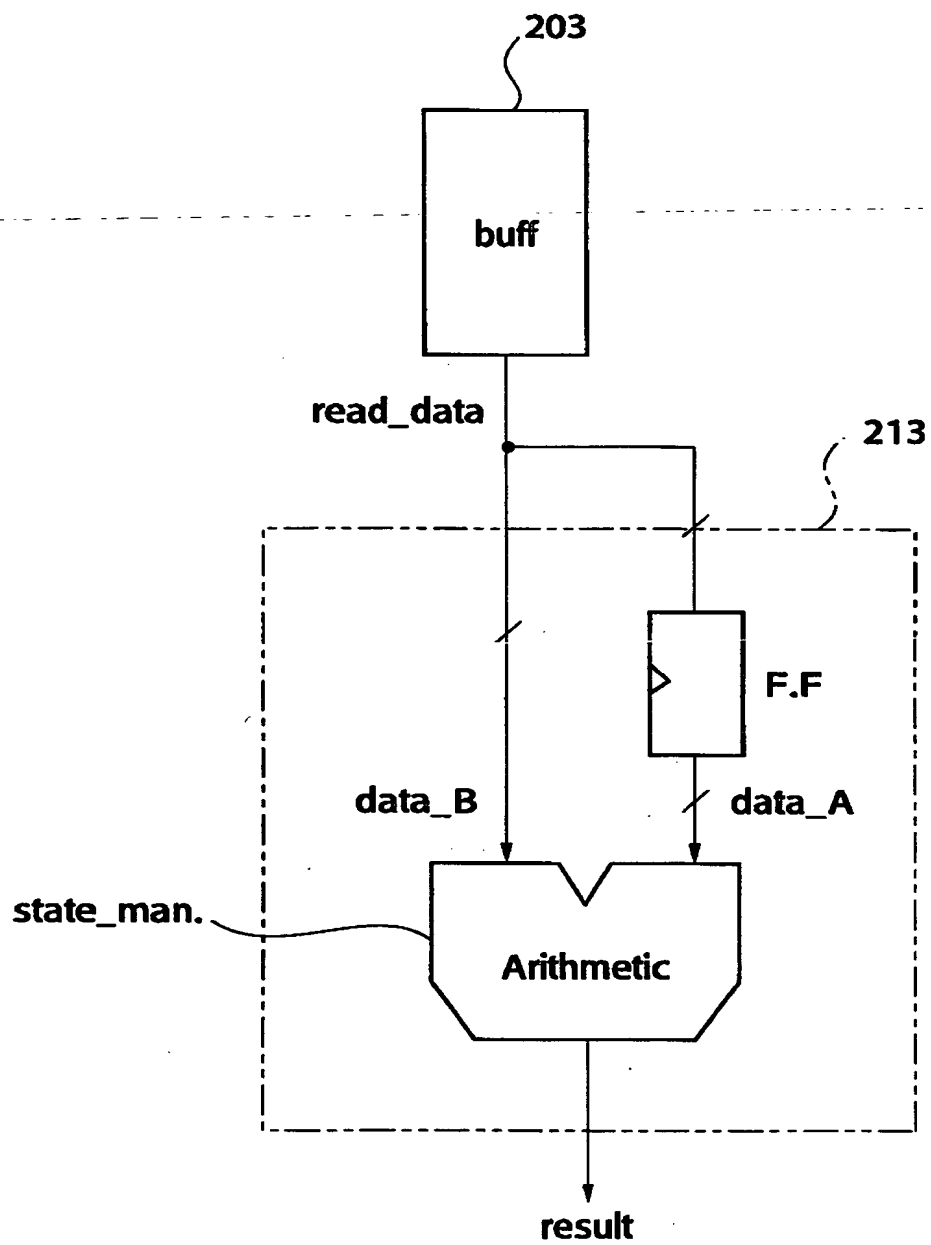 203
buff
read_data
213
F.F
data_B
data_A
state_man.
Arithmetic
result